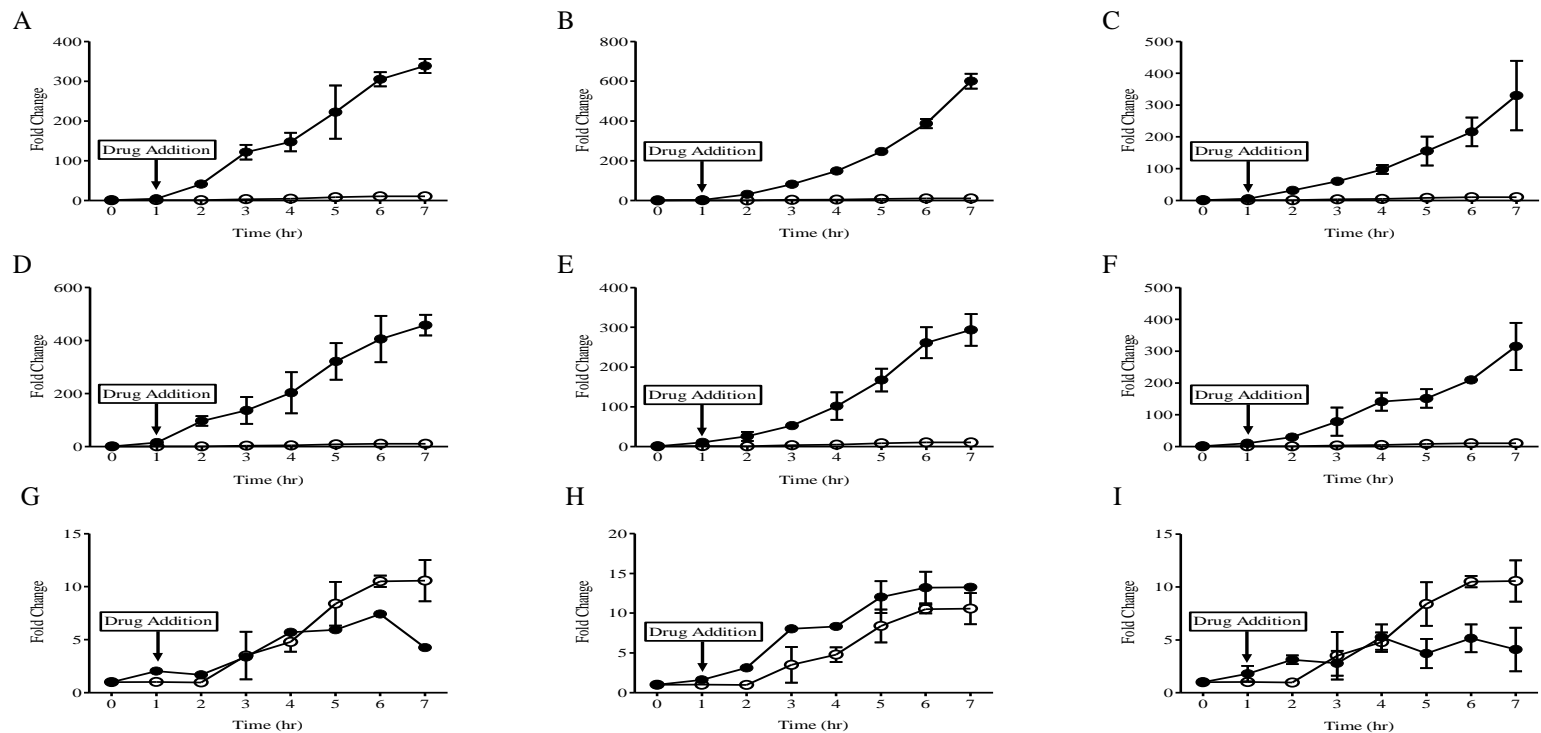 A
400
300
200
100
0
Fold Change
Drug Addition
0 1 2 3 4 5 6 7
Time (hr)
B
800
600
400
200
0
Fold Change
Drug Addition
0 1 2 3 4 5 6 7
Time (hr)
C
500
400
300
200
100
0
Fold Change
Drug Addition
0 1 2 3 4 5 6 7
Time (hr)
D
600
400
200
0
Fold Change
Drug Addition
0 1 2 3 4 5 6 7
Time (hr)
E
400
300
200
100
0
Fold Change
Drug Addition
0 1 2 3 4 5 6 7
Time (hr)
F
500
400
300
200
100
0
Fold Change
Drug Addition
0 1 2 3 4 5 6 7
Time (hr)
G
15
10
5
0
Fold Change
Drug Addition
0 1 2 3 4 5 6 7
Time (hr)
H
20
15
10
5
0
Fold Change
Drug Addition
0 1 2 3 4 5 6 7
Time (hr)
I
15
10
5
0
Fold Change
Drug Addition
0 1 2 3 4 5 6 7
Time (hr)